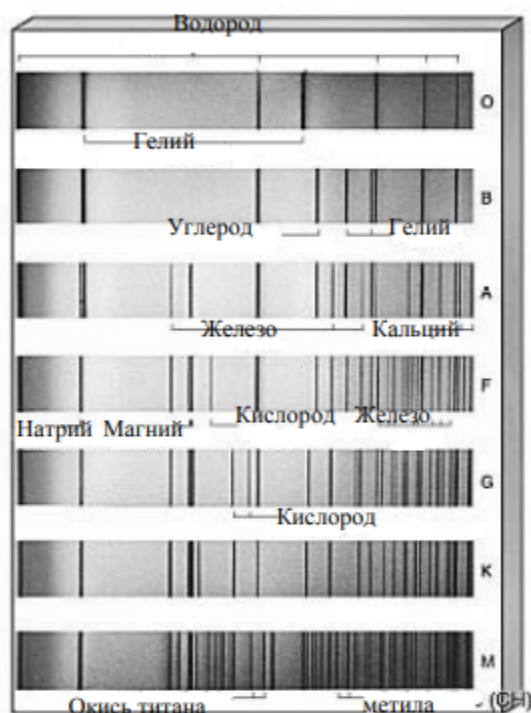 Водород
O
Гелий
B
Углерод Гелий
A
Железо Кальций
F
Натрий Магний Кислород Железо
G
Кислород
K
M
Окись титана метила (CH)